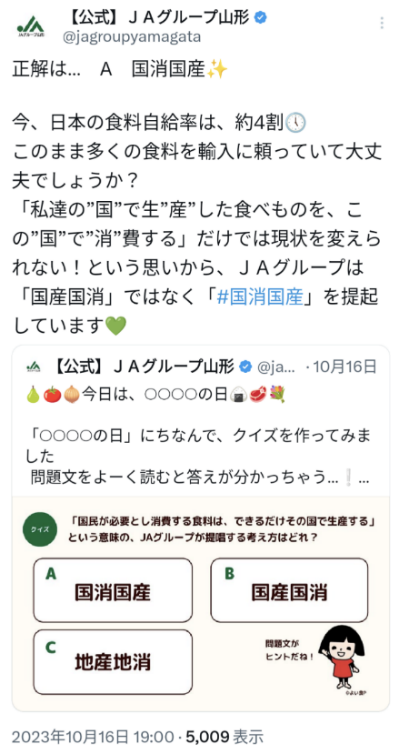 【公式】ＪＡグループ山形
@jagroupyamagata
正解は... A 国消国産✨
今、日本の食料自給率は、約4割🕔
このまま多くの食料を輸入に頼っていて大丈
夫でしょうか？
「私達の”国”で生”産”した食べものを、こ
の”国”で”消”費する」だけでは現状を変えら
れない！という思いから、ＪＡグループは
「国産国消」ではなく「#国消国産」を提起
しています💚
【公式】ＪＡグループ山形 @ja... ・10月16日
🍐🍅🧅今日は、○○○○の日🍙🥩💐
「○○○○の日」にちなんで、クイズを作ってみま
した
問題文をよーく読むと答えが分かっちゃう...❕...
クイズ
「国民が必要とし消費する食料は、できるだけその国で生産する」
という意味の、JAグループが提唱する考え方はどれ？
A 国消国産
B 国産国消
C 地産地消
問題文が
ヒントだね！
2023年10月16日 19:00・5,009 表示